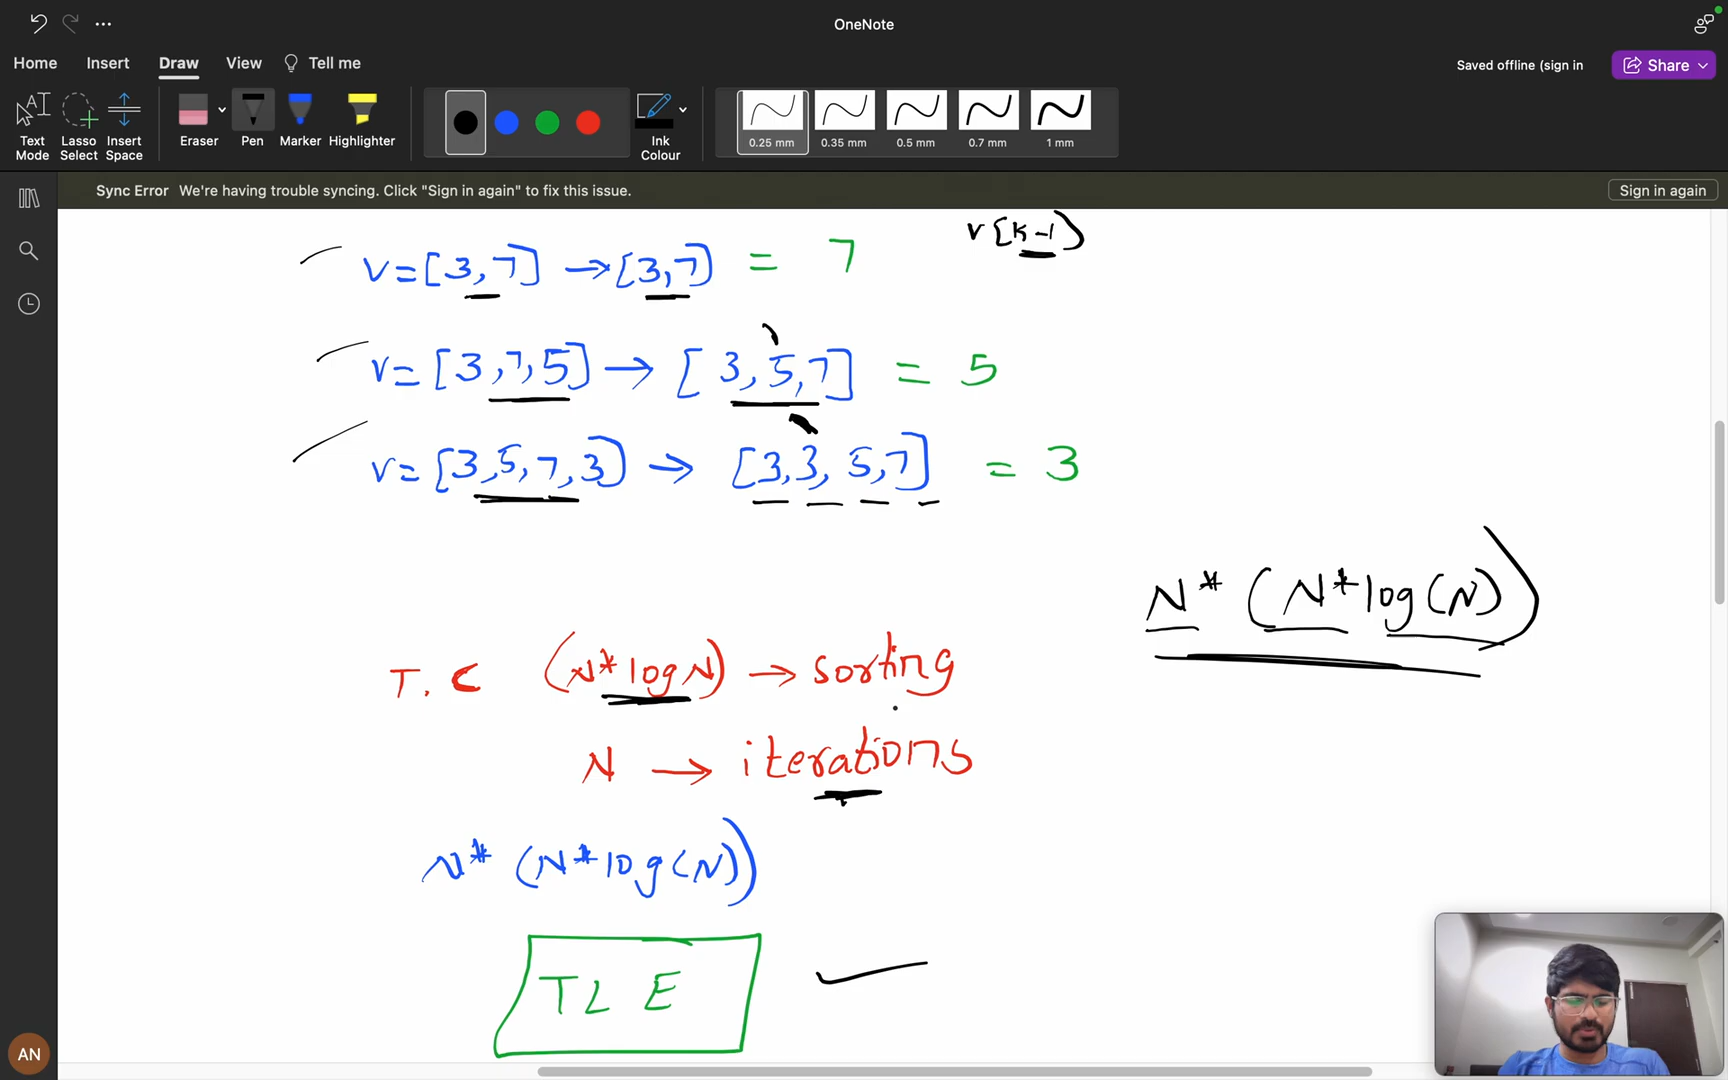 OneNote
Home Insert Draw View Tell me
Saved offline (sign in
Share
Text Mode
Lasso Select
Insert Space
Eraser
Pen
Marker
Highlighter
Ink Colour
0.25 mm
0.35 mm
0.5 mm
0.7 mm
1 mm
Sync Error We're having trouble syncing. Click "Sign in again" to fix this issue.
Sign in again
v[k-1)
v=[3,7] →[3,7] = 7
v=[3,7,5] → [3,5,7] = 5
v=[3,5,7,3) → [3,3,5,7] = 3
N* (N*log(N))
T.C (N*logN) → sorting
N → iterations
N* (N*log(N))
TLE
AN